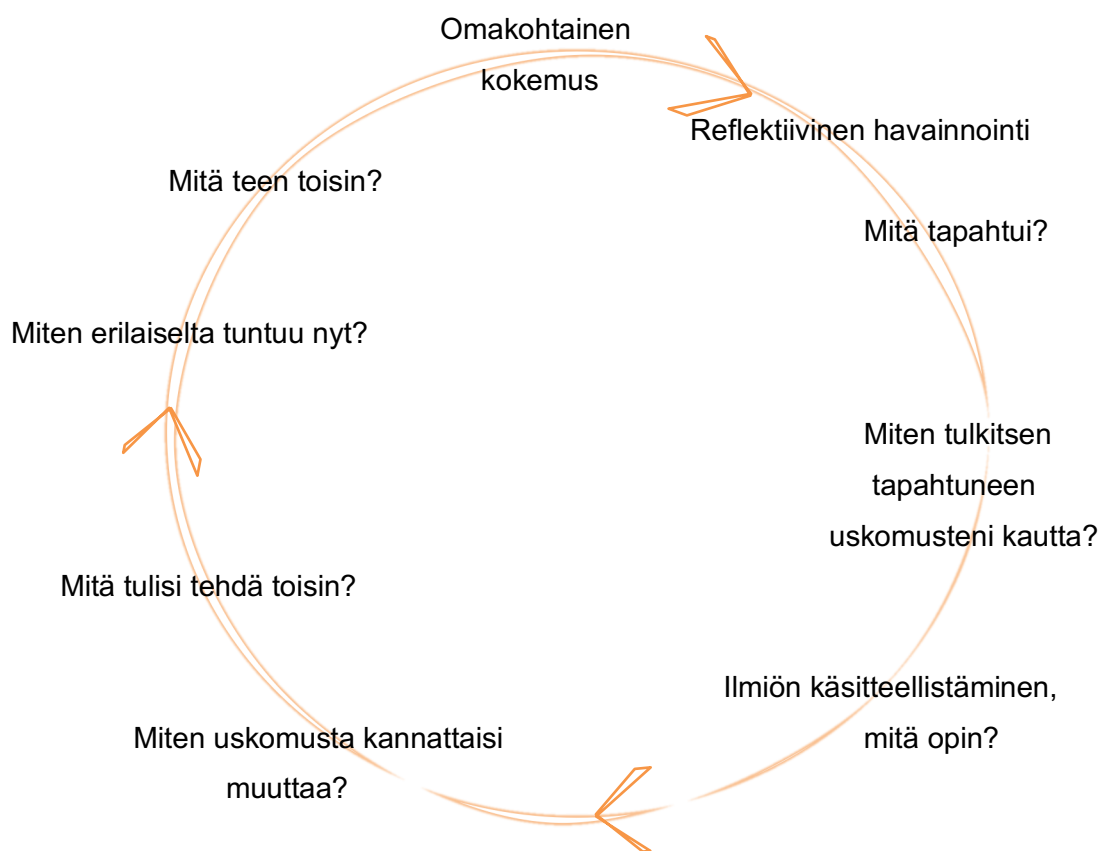 Omakohtainen
kokemus
Reflektiivinen havainnointi
Mitä tapahtui?
Miten tulkitsen
tapahtuneen
uskomusteni kautta?
Ilmiön käsitteellistäminen,
mitä opin?
Miten uskomusta kannattaisi
muuttaa?
Mitä tulisi tehdä toisin?
Miten erilaiselta tuntuu nyt?
Mitä teen toisin?